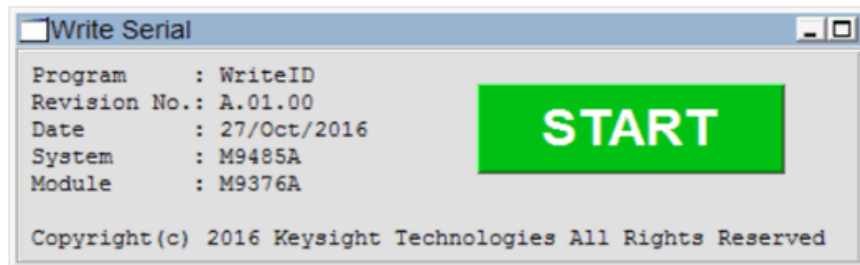 Write Serial
Program     : WriteID
Revision No.: A.01.00
Date        : 27/Oct/2016
System      : M9485A
Module      : M9376A
START
Copyright(c) 2016 Keysight Technologies All Rights Reserved